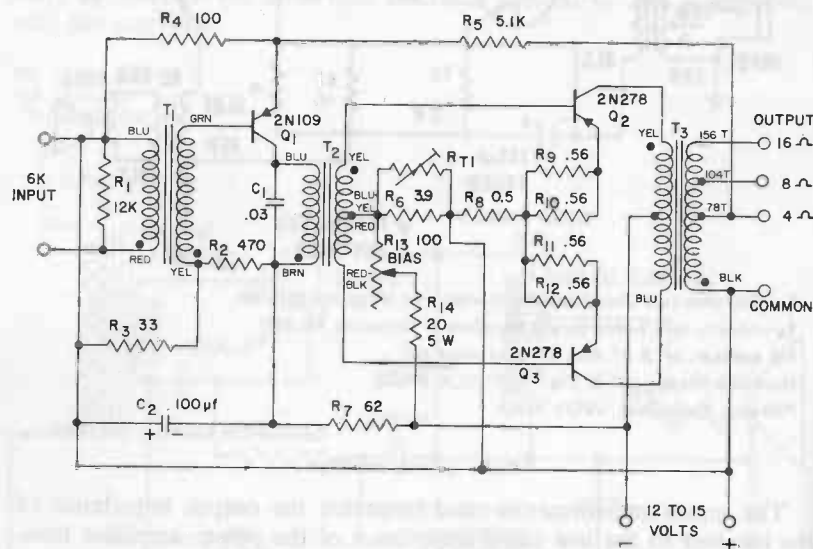 R4 100
R5 5.1K
T1
BLU
GRN
2N109
Q1
2N278
Q2
OUTPUT
6K
INPUT
R1
12K
T2
BLU
YEL
RT1
YEL
T3
156 T
16 Ω
C1
.03
BLU-
YEL
R6 3.9
R8 0.5
R9 .56
104T
8 Ω
R10 .56
78T
4 Ω
RED
R2 470
RED
YEL
BRN
R13 100
BIAS
RED-
BLK
R11 .56
R12 .56
BLU
BLK
COMMON
R3 33
R14
20
5 W
2N278
Q3
C2 100μf
+ −
R7 62
12 TO 15
VOLTS
− +